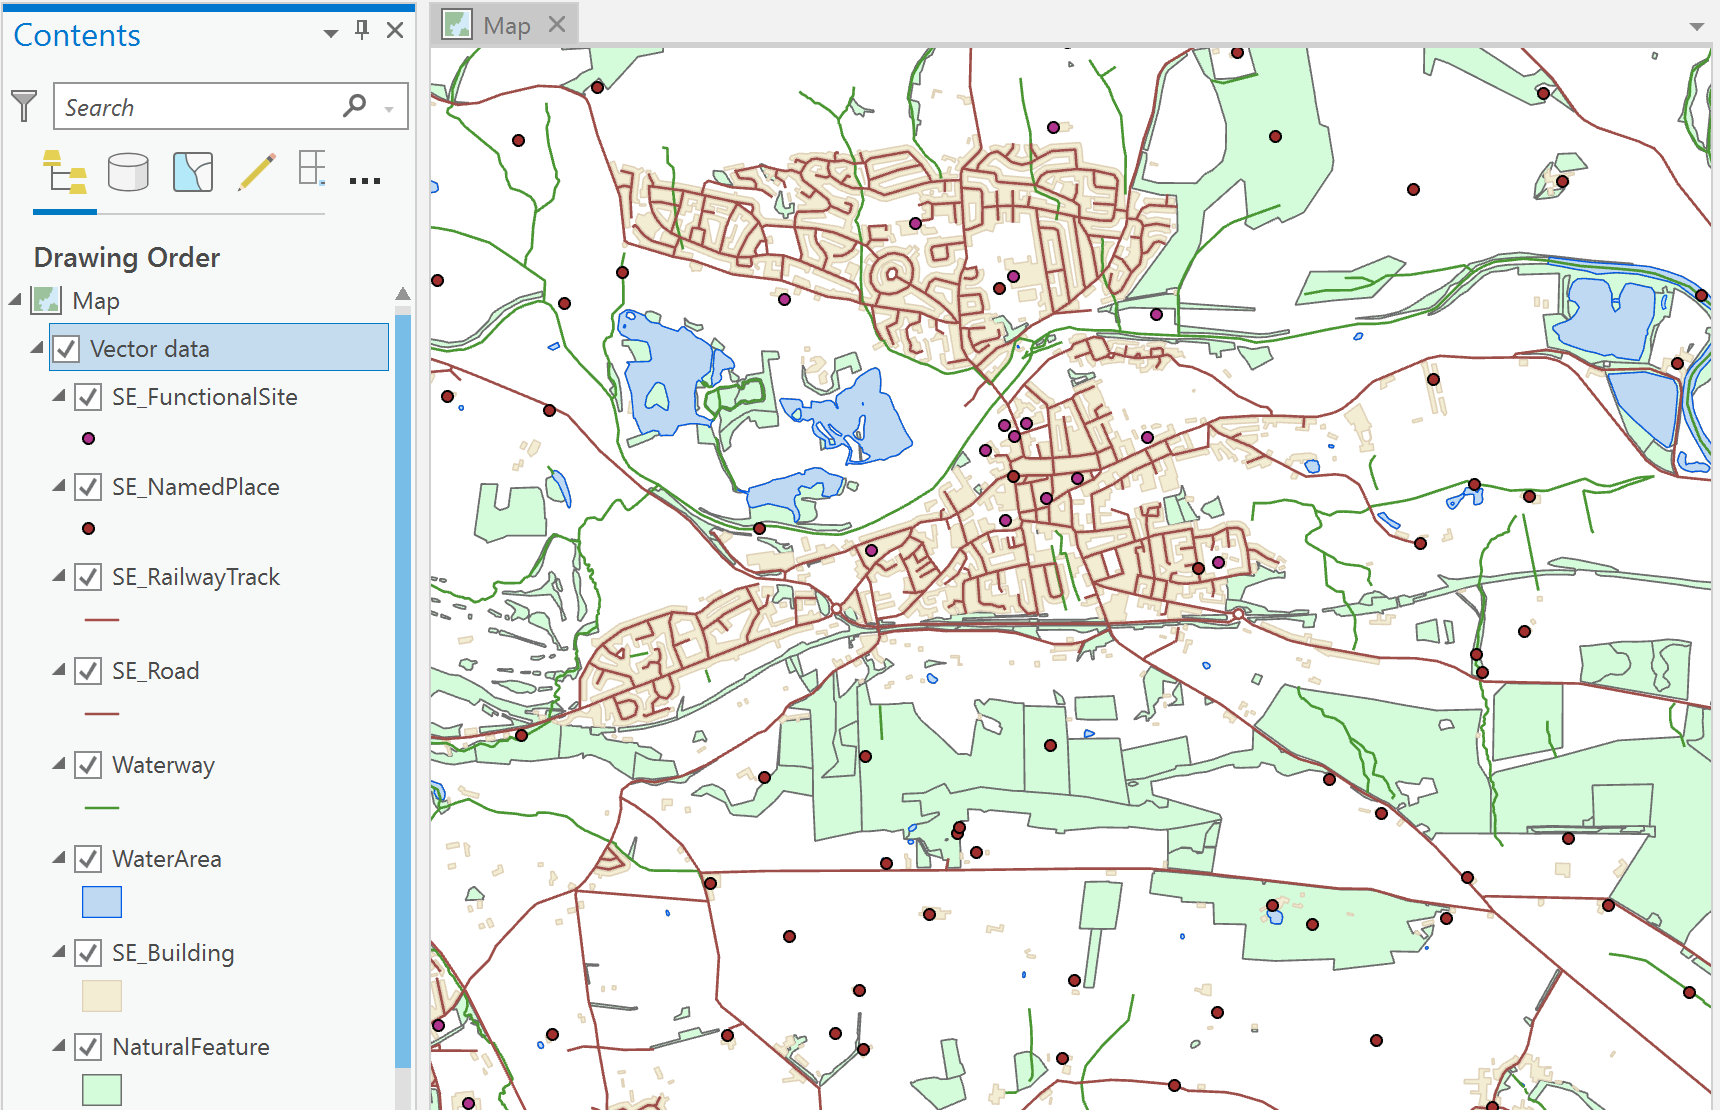 Contents
Map
Search
Drawing Order
Map
Vector data
SE_FunctionalSite
SE_NamedPlace
SE_RailwayTrack
SE_Road
Waterway
WaterArea
SE_Building
NaturalFeature